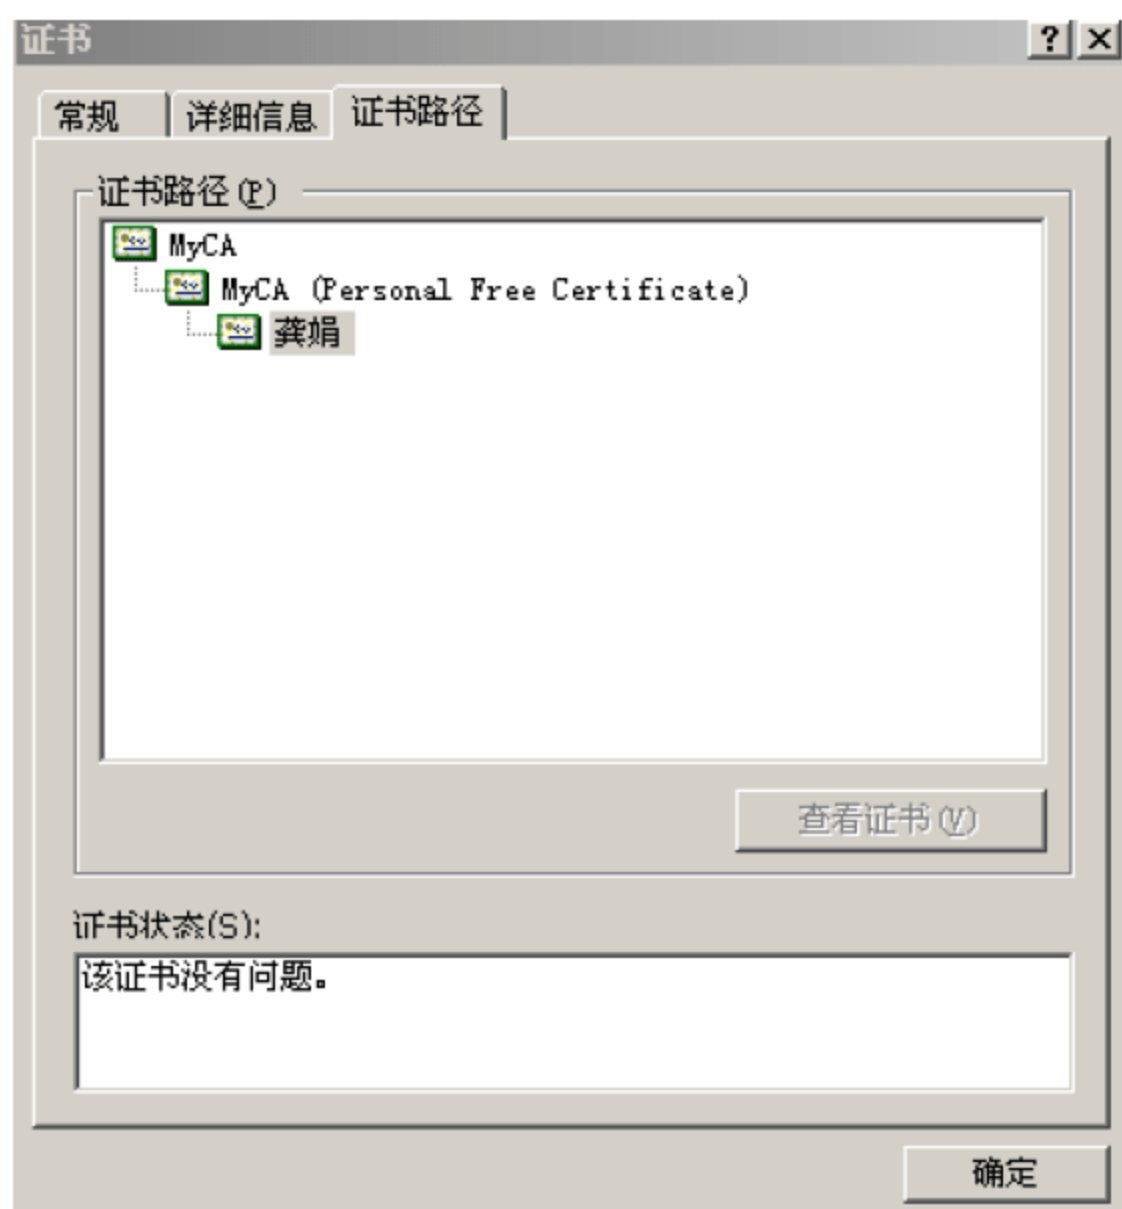 证书
常规 详细信息 证书路径
证书路径(P)
MyCA
MyCA (Personal Free Certificate)
龚娟
查看证书(V)
证书状态(S):
该证书没有问题。
确定